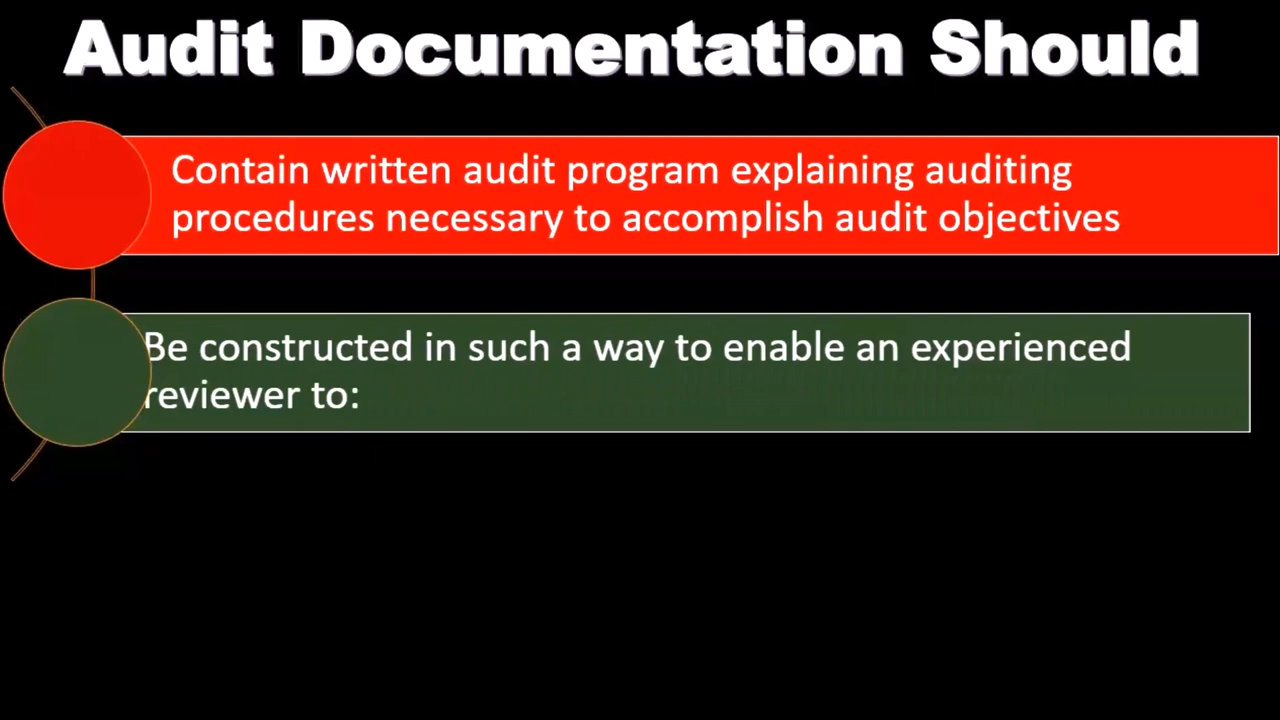 Audit Documentation Should
Contain written audit program explaining auditing
procedures necessary to accomplish audit objectives
Be constructed in such a way to enable an experienced
reviewer to: